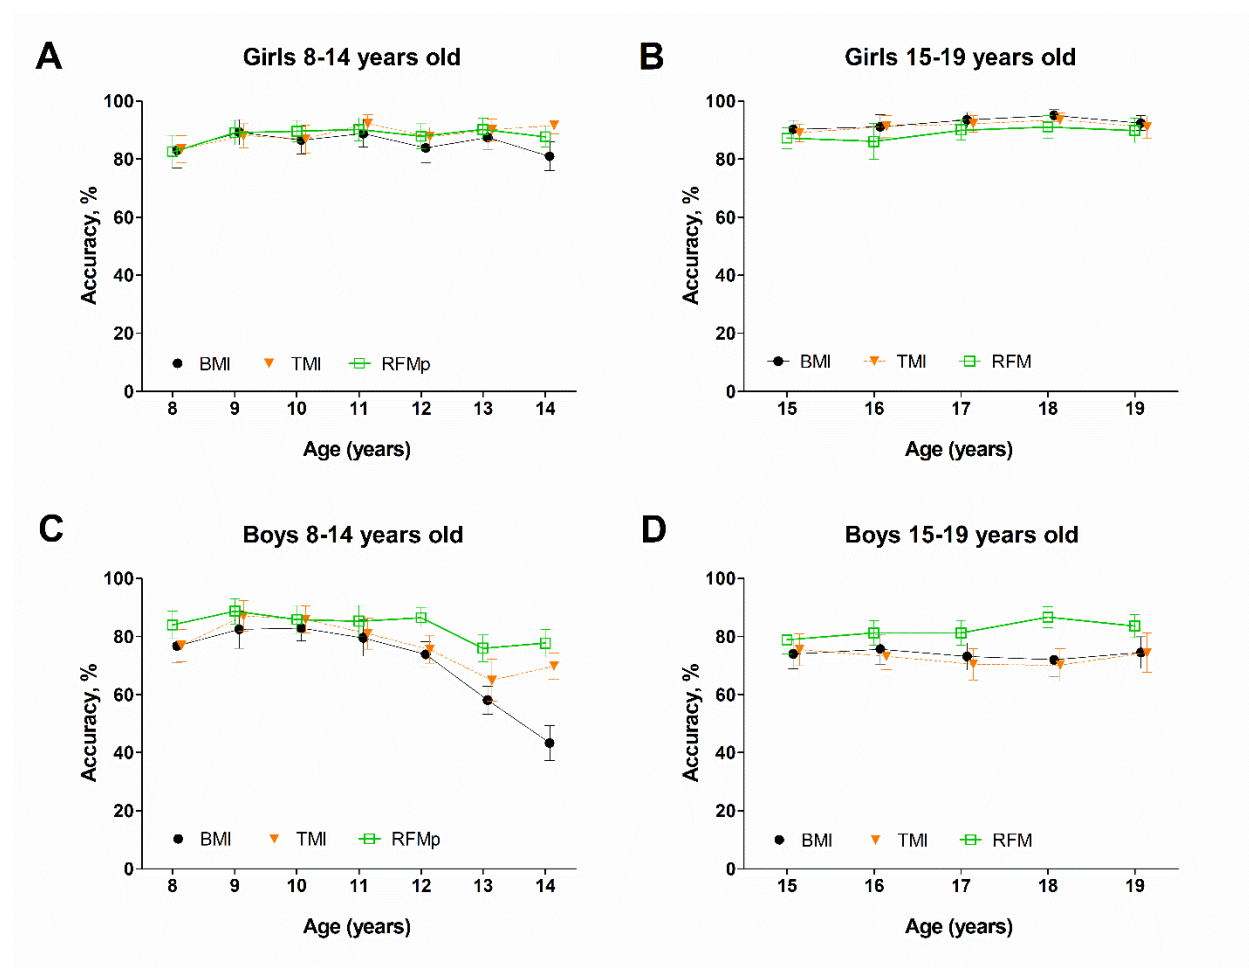 A
Girls 8-14 years old
Accuracy, %
100
80
60
40
20
0
BMI TMI RFMp
8 9 10 11 12 13 14
Age (years)
B
Girls 15-19 years old
Accuracy, %
100
80
60
40
20
0
BMI TMI RFM
15 16 17 18 19
Age (years)
C
Boys 8-14 years old
Accuracy, %
100
80
60
40
20
0
BMI TMI RFMp
8 9 10 11 12 13 14
Age (years)
D
Boys 15-19 years old
Accuracy, %
100
80
60
40
20
0
BMI TMI RFM
15 16 17 18 19
Age (years)